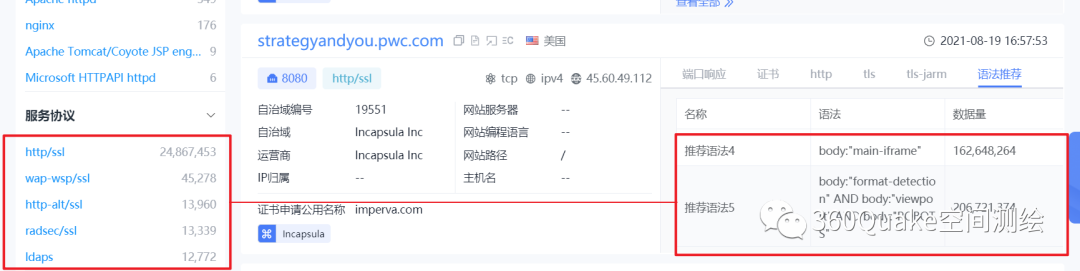 Apache httpd 349
nginx 176
Apache Tomcat/Coyote JSP eng... 9
Microsoft HTTPAPI httpd 6
服务协议
http/ssl 24,867,453
wap-wsp/ssl 45,278
http-alt/ssl 13,960
radsec/ssl 13,339
ldaps 12,772
查看全部
strategyandyou.pwc.com 美国 2021-08-19 16:57:53
8080 http/ssl tcp ipv4 45.60.49.112
自治域编号 19551 网站服务器 --
自治域 Incapsula Inc 网站编程语言 --
运营商 Incapsula Inc 网站路径 /
IP归属 -- 主机名 --
证书申请公用名称 imperva.com
Incapsula
端口响应 证书 http tls tls-jarm 语法推荐
名称 语法 数据量
推荐语法4 body:"main-iframe" 162,648,264
推荐语法5
body:"format-detectio
n" AND body:"viewpo
AND body: 206,721,374
S"
360Quake空间测绘